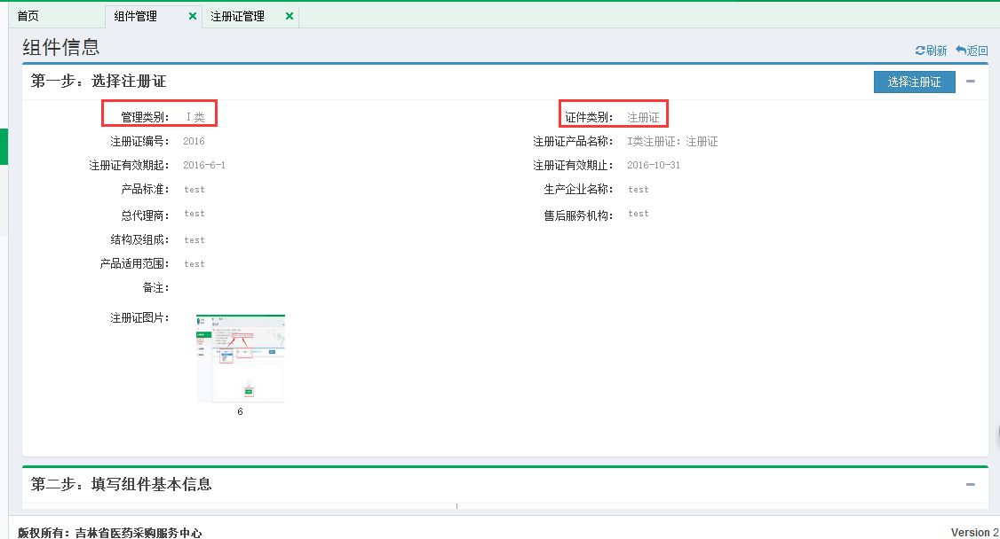 首页 组件管理 × 注册证管理 ×
组件信息 刷新 返回
第一步：选择注册证 选择注册证
管理类别： I 类 证件类别： 注册证
注册证编号： 2016 注册证产品名称： I类注册证：注册证
注册证有效期起： 2016-6-1 注册证有效期止： 2016-10-31
产品标准： test 生产企业名称： test
总代理商： test 售后服务机构： test
结构及组成： test
产品适用范围： test
备注：
注册证图片：
6
第二步：填写组件基本信息
版权所有：吉林省医药采购服务中心 Version 2